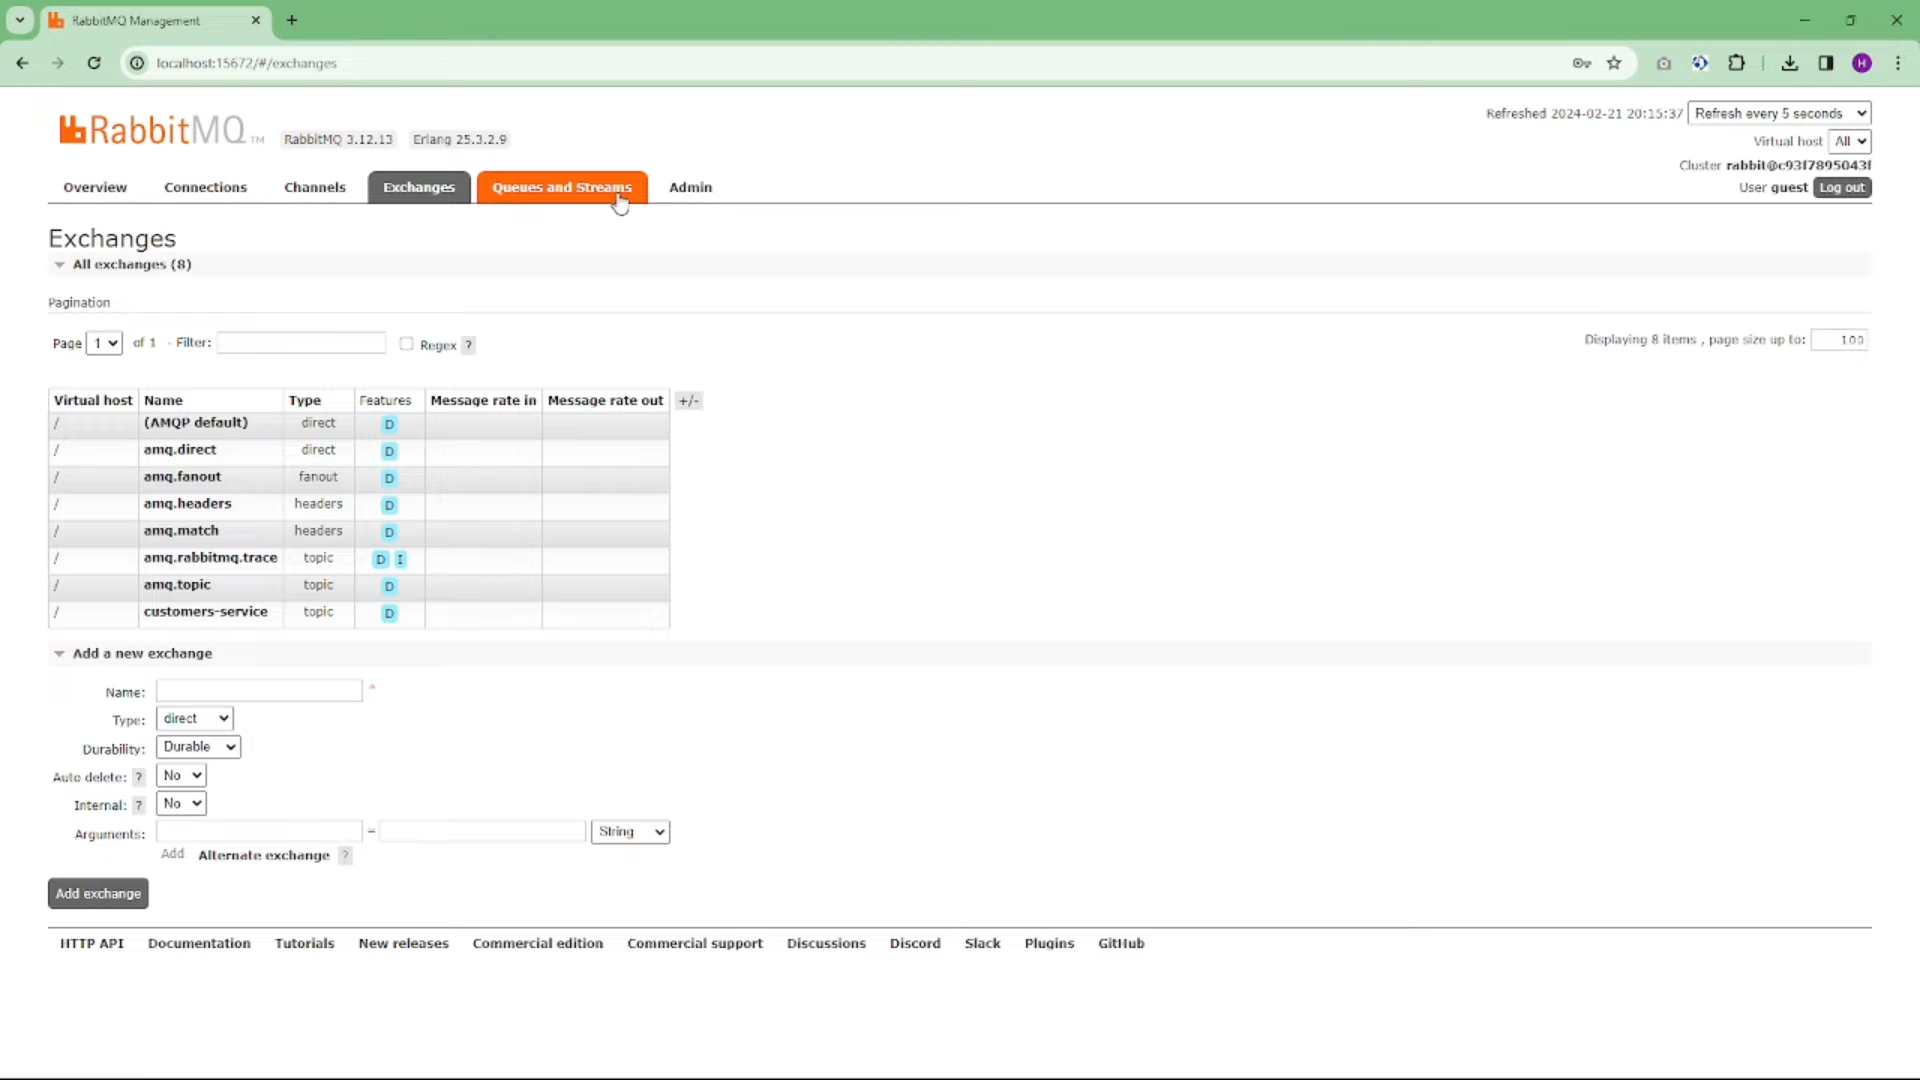 RabbitMQ Management
localhost:15672/#/exchanges
H
Refreshed 2024-02-21 20:15:37 Refresh every 5 seconds
RabbitMQ TM RabbitMQ 3.12.13 Erlang 25.3.2.9
Virtual host All
Cluster rabbit@c93f7895043f
User guest Log out
Overview Connections Channels Exchanges Queues and Streams Admin
Exchanges
All exchanges (8)
Pagination
Page 1 of 1 - Filter: Regex ?
Displaying 8 items , page size up to: 100
Virtual host Name Type Features Message rate in Message rate out +/-
/ (AMQP default) direct D
/ amq.direct direct D
/ amq.fanout fanout D
/ amq.headers headers D
/ amq.match headers D
/ amq.rabbitmq.trace topic D I
/ amq.topic topic D
/ customers-service topic D
Add a new exchange
Name: *
Type: direct
Durability: Durable
Auto delete: ? No
Internal: ? No
Arguments: = String
Add Alternate exchange ?
Add exchange
HTTP API Documentation Tutorials New releases Commercial edition Commercial support Discussions Discord Slack Plugins GitHub